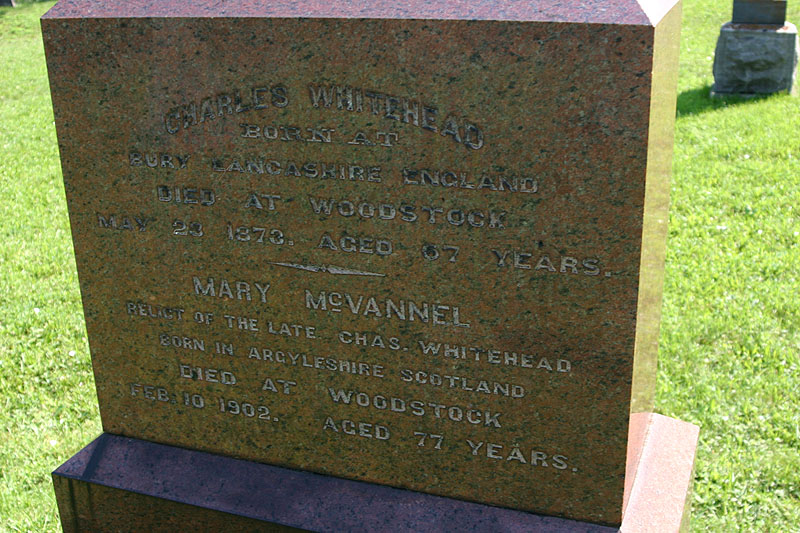 CHARLES WHITEHEAD
BORN AT
BURY LANCASHIRE ENGLAND
DIED AT WOODSTOCK
MAY 23 1873. AGED 57 YEARS.
MARY McVANNEL
RELICT OF THE LATE CHAS. WHITEHEAD
BORN IN ARGYLESHIRE SCOTLAND
DIED AT WOODSTOCK
FEB. 10 1902. AGED 77 YEARS.